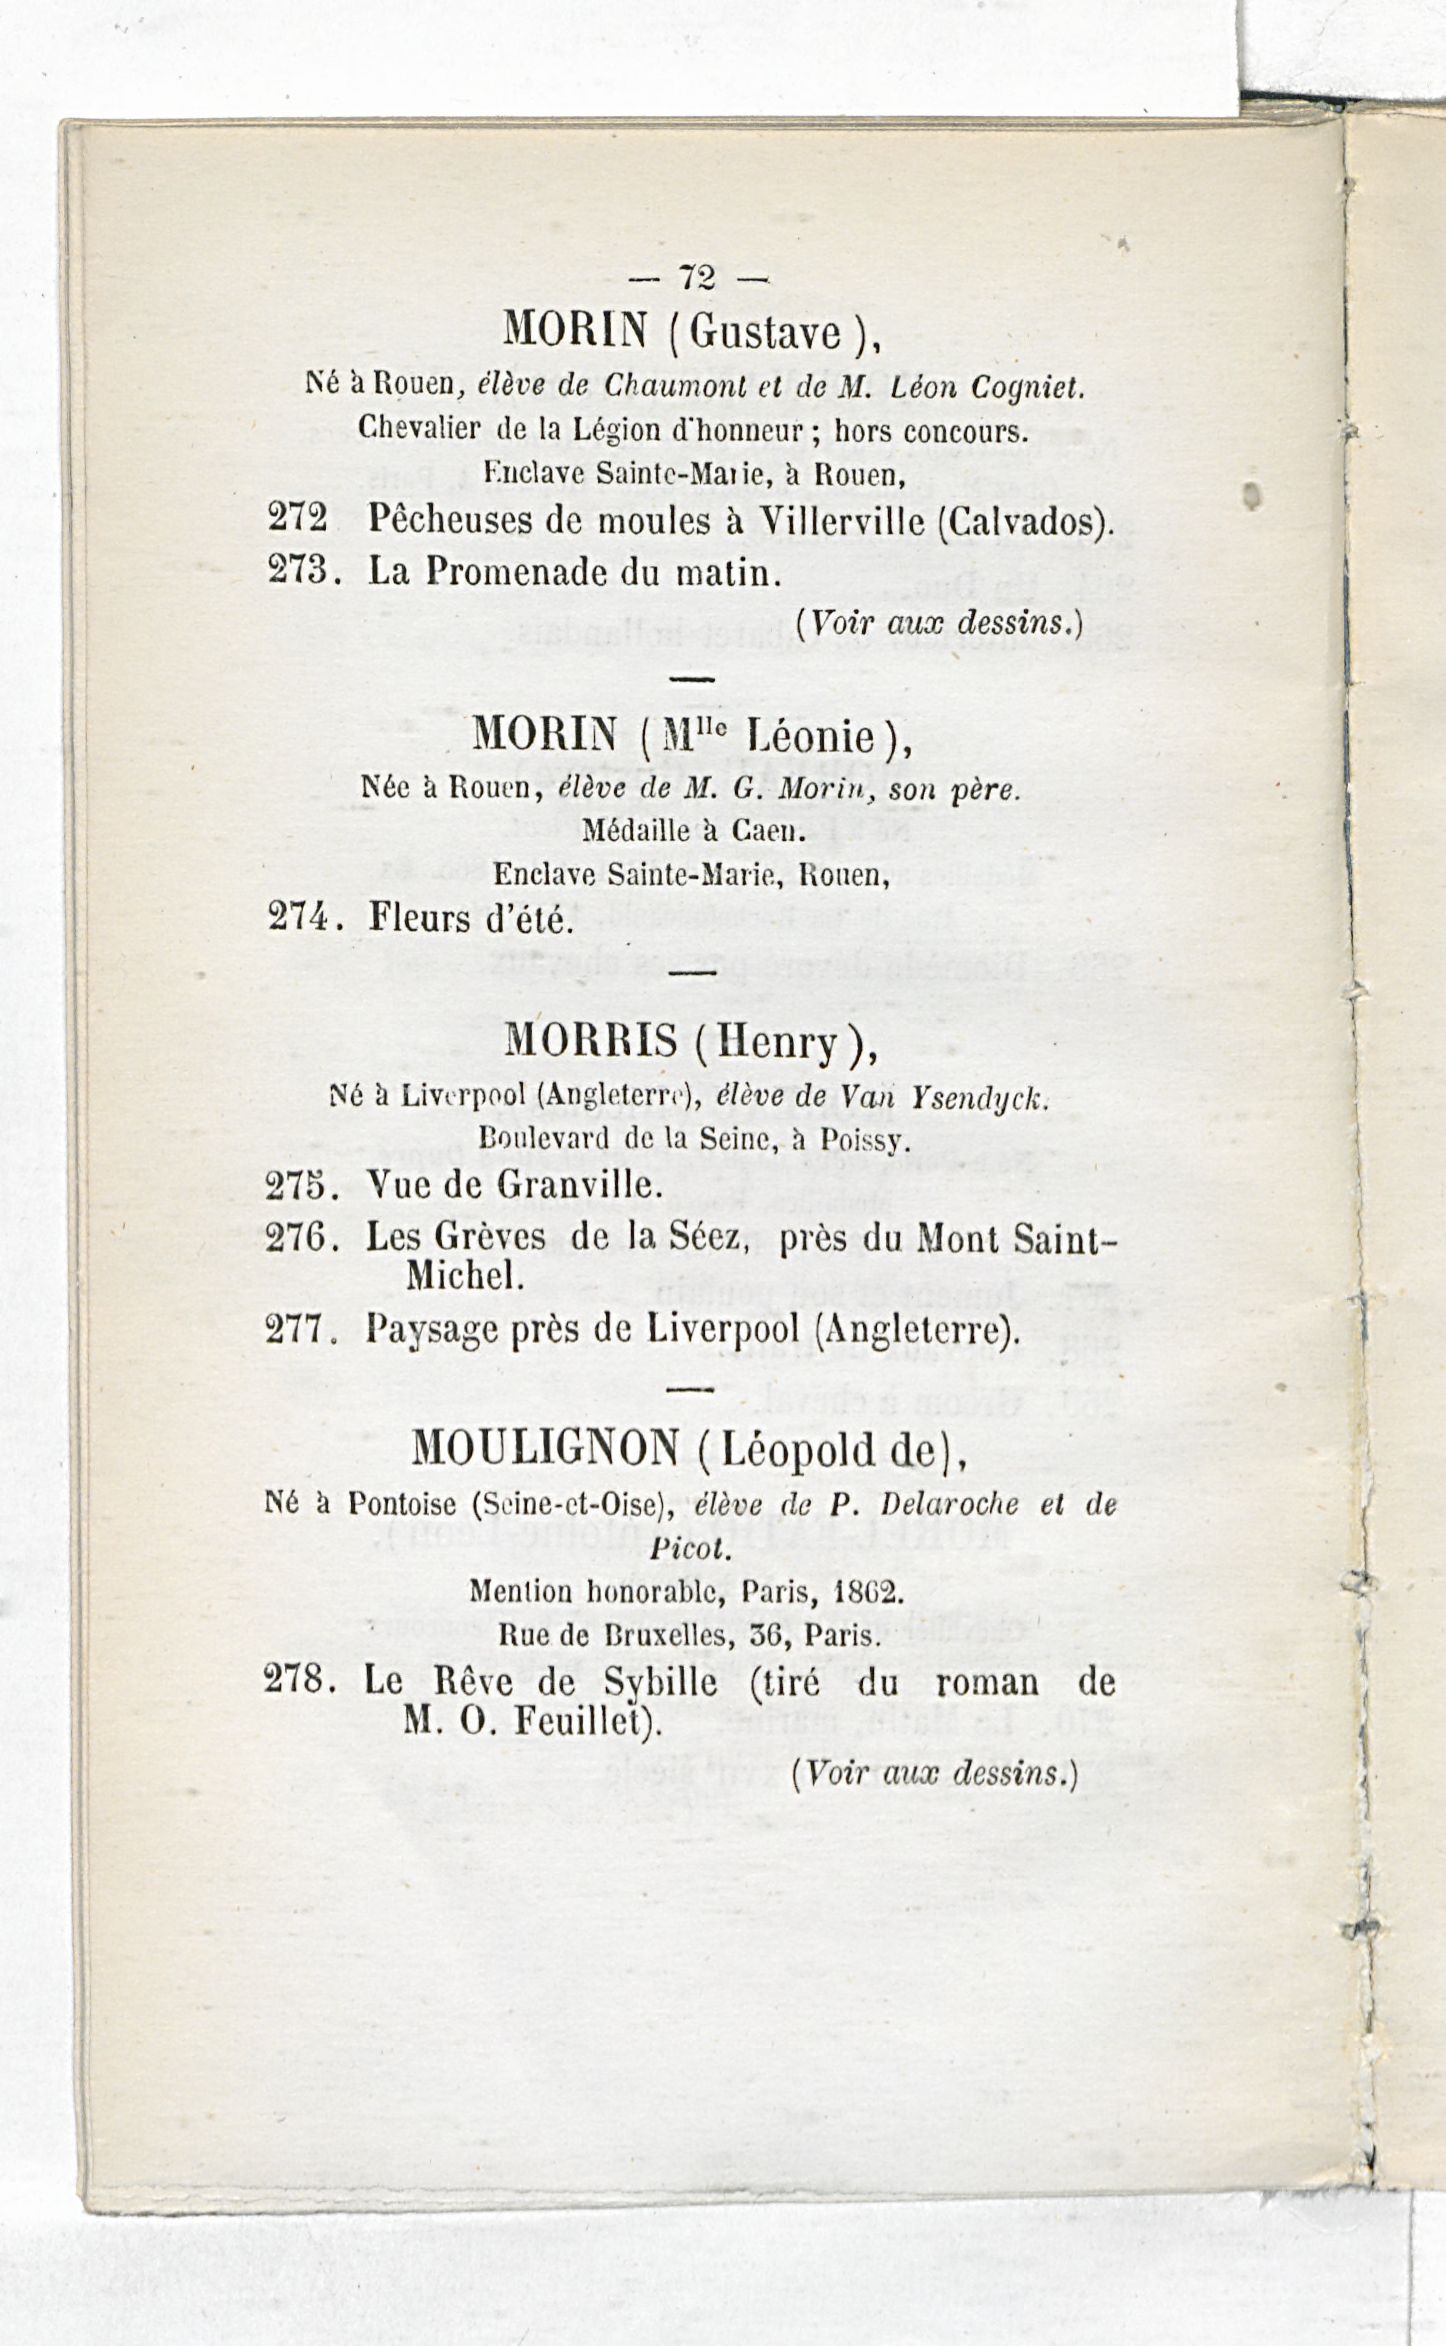 — 72 —
MORIN (Gustave),
Né à Rouen, élève de Chaumont et de M. Léon Cogniet.
Chevalier de la Légion d'honneur ; hors concours.
Enclave Sainte-Marie, à Rouen,
272 Pêcheuses de moules à Villerville (Calvados).
273. La Promenade du matin.
(Voir aux dessins.)
MORIN (Mlle Léonie),
Née à Rouen, élève de M. G. Morin, son père.
Médaille à Caen.
Enclave Sainte-Marie, Rouen,
274. Fleurs d'été.
MORRIS (Henry),
Né à Liverpool (Angleterre), élève de Van Ysendyck.
Boulevard de la Seine, à Poissy.
275. Vue de Granville.
276. Les Grèves de la Séez, près du Mont Saint-
Michel.
277. Paysage près de Liverpool (Angleterre).
MOULIGNON (Léopold de),
Né à Pontoise (Seine-et-Oise), élève de P. Delaroche et de
Picot.
Mention honorable, Paris, 1862.
Rue de Bruxelles, 36, Paris.
278. Le Rêve de Sybille (tiré du roman de
M. O. Feuillet).
(Voir aux dessins.)